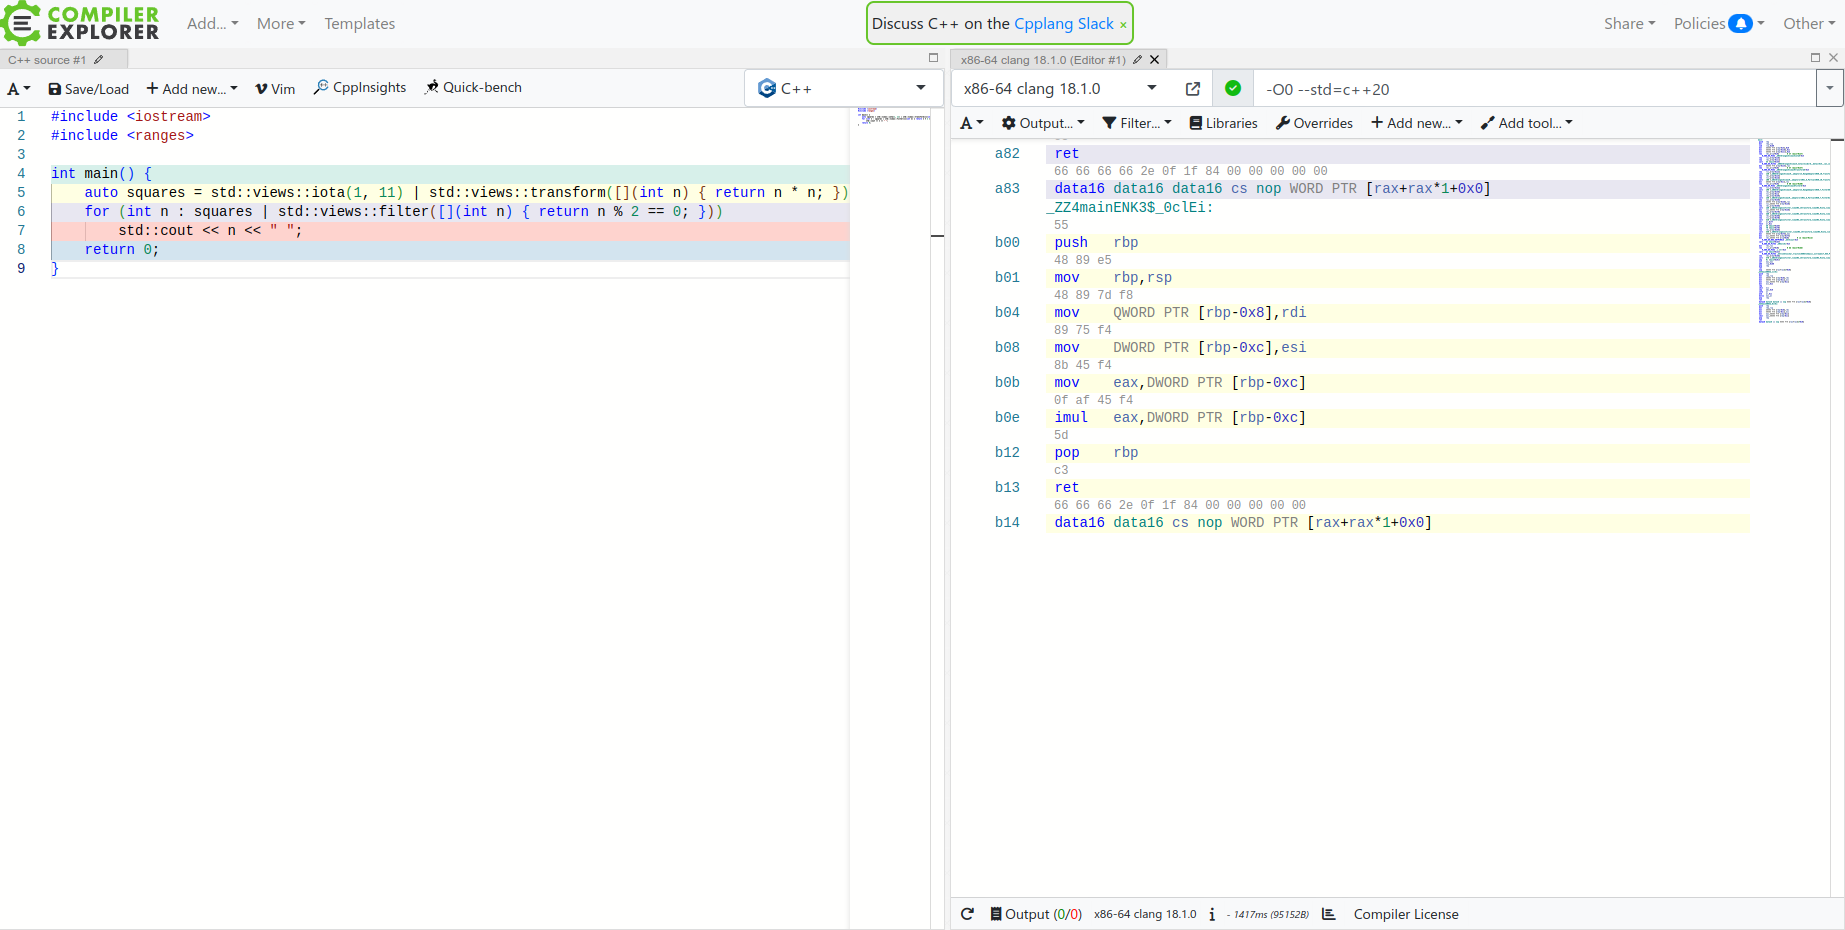 COMPILER
EXPLORER
Add...
More
Templates
Discuss C++ on the Cpplang Slack ×
Share
Policies
Other
C++ source #1
A
Save/Load
+ Add new...
Vim
CppInsights
Quick-bench
C++
1 #include <iostream>
2 #include <ranges>
3
4 int main() {
5     auto squares = std::views::iota(1, 11) | std::views::transform([](int n) { return n * n; })
6     for (int n : squares | std::views::filter([](int n) { return n % 2 == 0; }))
7         std::cout << n << " ";
8     return 0;
9 }
x86-64 clang 18.1.0 (Editor #1)
x86-64 clang 18.1.0
-O0 --std=c++20
A
Output...
Filter...
Libraries
Overrides
+ Add new...
Add tool...
a82 ret
66 66 66 66 2e 0f 1f 84 00 00 00 00 00
a83 data16 data16 data16 cs nop WORD PTR [rax+rax*1+0x0]
_ZZ4mainENK3$_0clEi:
55
b00 push rbp
48 89 e5
b01 mov rbp,rsp
48 89 7d f8
b04 mov QWORD PTR [rbp-0x8],rdi
89 75 f4
b08 mov DWORD PTR [rbp-0xc],esi
8b 45 f4
b0b mov eax,DWORD PTR [rbp-0xc]
0f af 45 f4
b0e imul eax,DWORD PTR [rbp-0xc]
5d
b12 pop rbp
c3
b13 ret
66 66 66 2e 0f 1f 84 00 00 00 00 00
b14 data16 data16 cs nop WORD PTR [rax+rax*1+0x0]
Output (0/0)
x86-64 clang 18.1.0
i
- 1417ms (95152B)
Compiler License